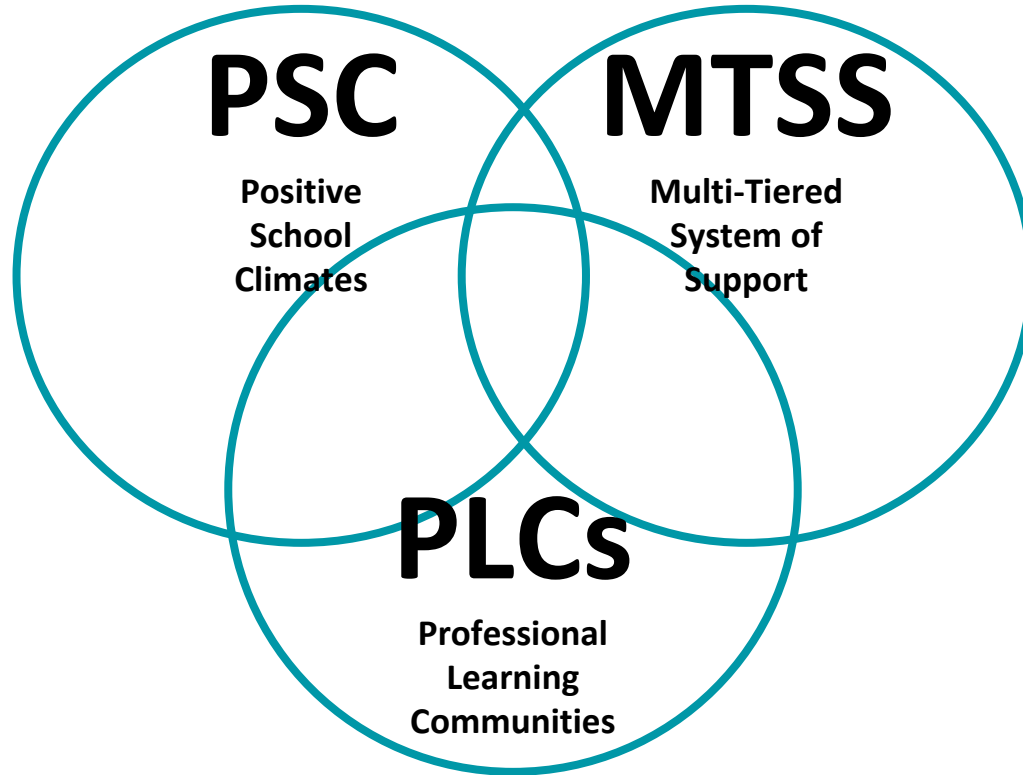 PSC
Positive
School
Climates
MTSS
Multi-Tiered
System of
Support
PLCs
Professional
Learning
Communities